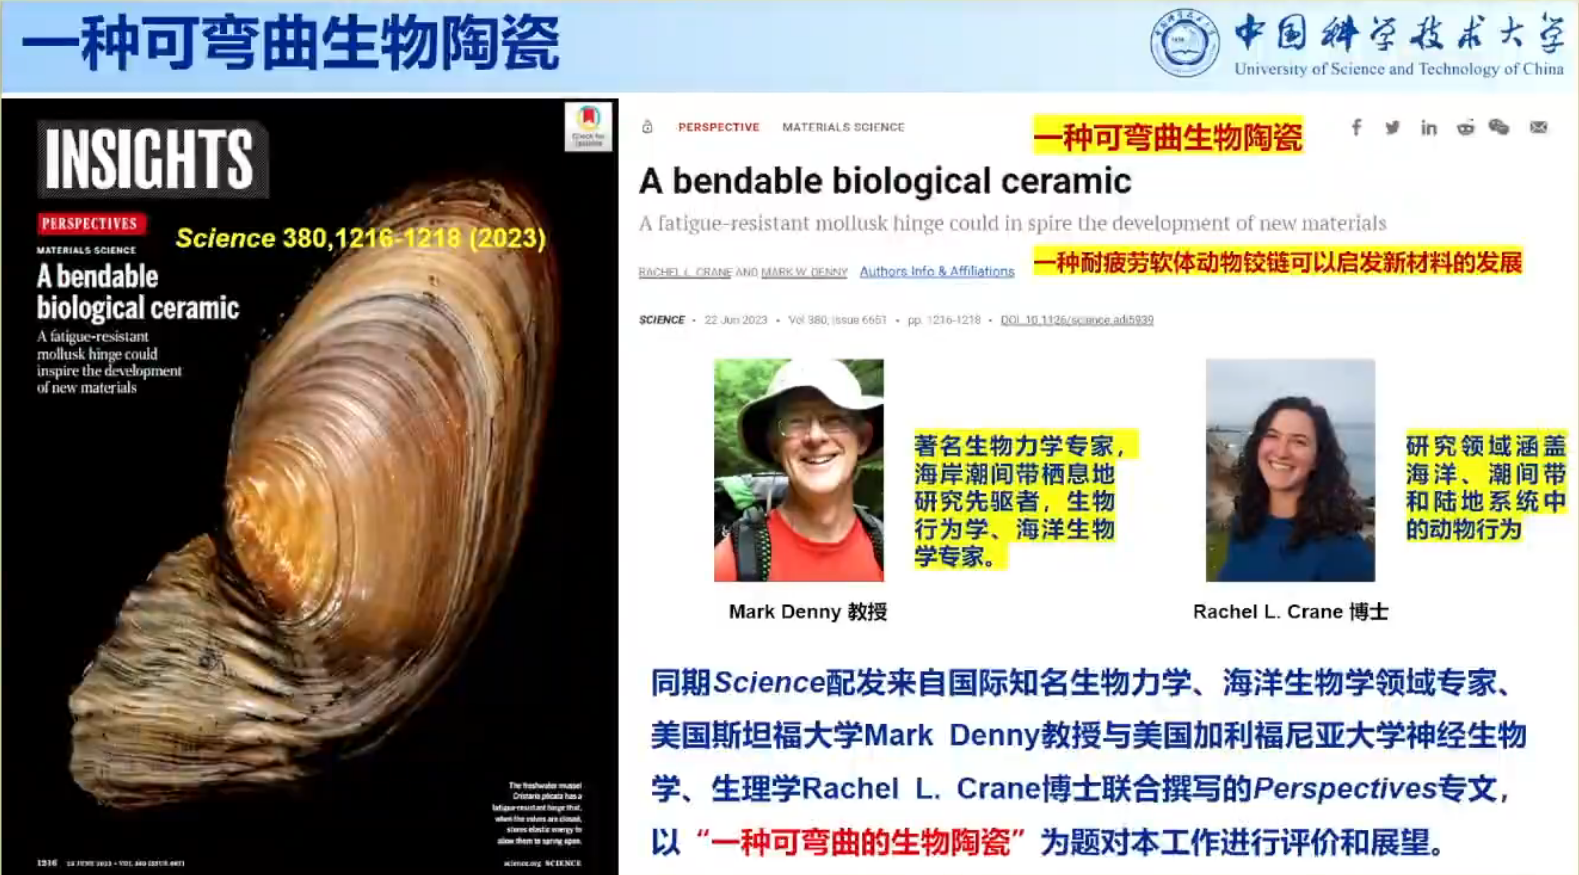 一种可弯曲生物陶瓷
中国科学技术大学
University of Science and Technology of China
INSIGHTS
Check for
updates
PERSPECTIVES
MATERIALS SCIENCE
Science 380,1216-1218 (2023)
A bendable
biological ceramic
A fatigue-resistant
mollusk hinge could
inspire the development
of new materials
The freshwater mussel
Cristaria plicata has a
fatigue-resistant hinge that,
when the valves are closed,
stores elastic energy to
allow them to spring open.
1216 23 JUNE 2023 • VOL 380 ISSUE 6651
science.org SCIENCE
PERSPECTIVE MATERIALS SCIENCE
一种可弯曲生物陶瓷
A bendable biological ceramic
A fatigue-resistant mollusk hinge could in spire the development of new materials
RACHEL L. CRANE AND MARK W. DENNY Authors Info & Affiliations
一种耐疲劳软体动物铰链可以启发新材料的发展
SCIENCE • 22 Jun 2023 • Vol 380, Issue 6651 • pp. 1216-1218 • DOI: 10.1126/science.adi5939
著名生物力学专家，
海岸潮间带栖息地
研究先驱者，生物
行为学、海洋生物
学专家。
Mark Denny 教授
研究领域涵盖
海洋、潮间带
和陆地系统中
的动物行为
Rachel L. Crane 博士
同期Science配发来自国际知名生物力学、海洋生物学领域专家、
美国斯坦福大学Mark Denny教授与美国加利福尼亚大学神经生物
学、生理学Rachel L. Crane博士联合撰写的Perspectives专文，
以“一种可弯曲的生物陶瓷”为题对本工作进行评价和展望。